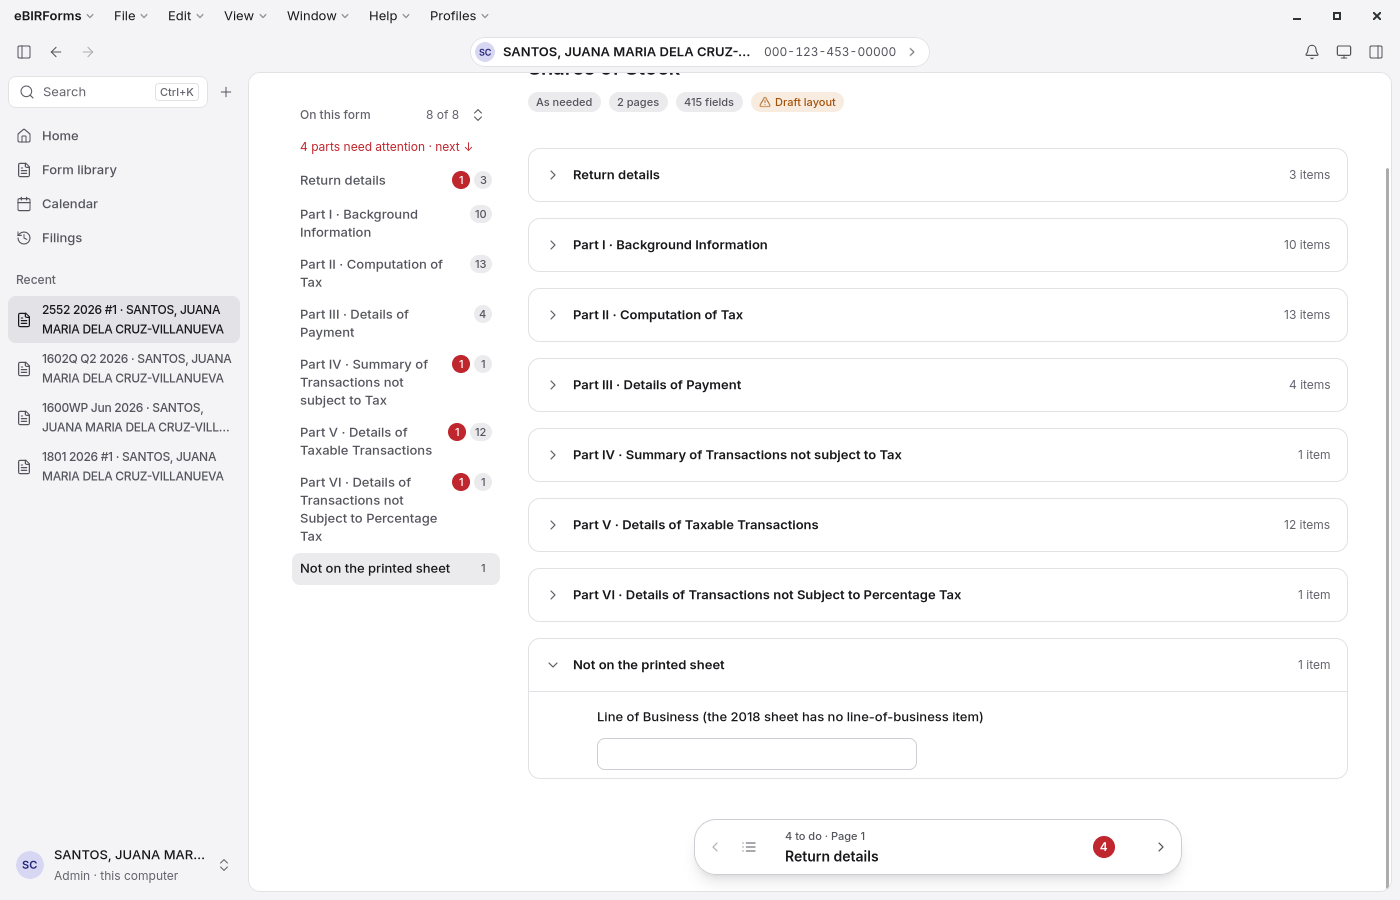 eBIRForms File Edit View Window Help Profiles
SC SANTOS, JUANA MARIA DELA CRUZ-... 000-123-453-00000
Search Ctrl+K
Home
Form library
Calendar
Filings
Recent
2552 2026 #1 · SANTOS, JUANA
MARIA DELA CRUZ-VILLANUEVA
1602Q Q2 2026 · SANTOS, JUANA
MARIA DELA CRUZ-VILLANUEVA
1600WP Jun 2026 · SANTOS,
JUANA MARIA DELA CRUZ-VILL...
1801 2026 #1 · SANTOS, JUANA
MARIA DELA CRUZ-VILLANUEVA
SC SANTOS, JUANA MAR...
Admin · this computer
On this form 8 of 8
4 parts need attention · next ↓
Return details 1 3
Part I · Background 10
Information
Part II · Computation of 13
Tax
Part III · Details of 4
Payment
Part IV · Summary of 1 1
Transactions not
subject to Tax
Part V · Details of 1 12
Taxable Transactions
Part VI · Details of 1 1
Transactions not
Subject to Percentage
Tax
Not on the printed sheet 1
Shares of Stock
As needed 2 pages 415 fields Draft layout
Return details 3 items
Part I · Background Information 10 items
Part II · Computation of Tax 13 items
Part III · Details of Payment 4 items
Part IV · Summary of Transactions not subject to Tax 1 item
Part V · Details of Taxable Transactions 12 items
Part VI · Details of Transactions not Subject to Percentage Tax 1 item
Not on the printed sheet 1 item
Line of Business (the 2018 sheet has no line-of-business item)
4 to do · Page 1
Return details 4